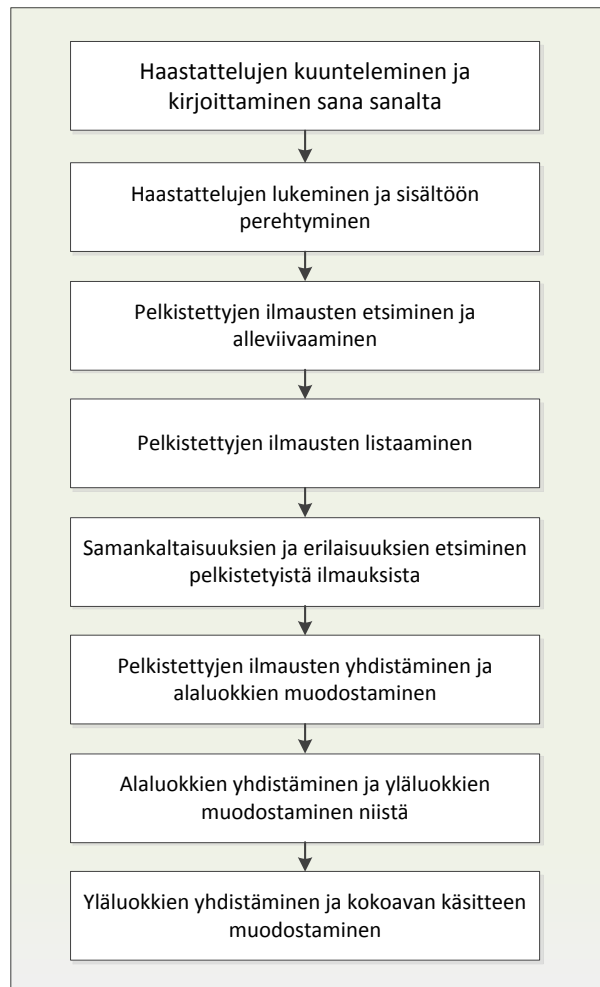 Haastattelujen kuunteleminen ja
kirjoittaminen sana sanalta
Haastattelujen lukeminen ja sisältöön
perehtyminen
Pelkistettyjen ilmausten etsiminen ja
alleviivaaminen
Pelkistettyjen ilmausten listaaminen
Samankaltaisuuksien ja erilaisuuksien etsiminen
pelkistetyistä ilmauksista
Pelkistettyjen ilmausten yhdistäminen ja
alaluokkien muodostaminen
Alaluokkien yhdistäminen ja yläluokkien
muodostaminen niistä
Yläluokkien yhdistäminen ja kokoavan käsitteen
muodostaminen